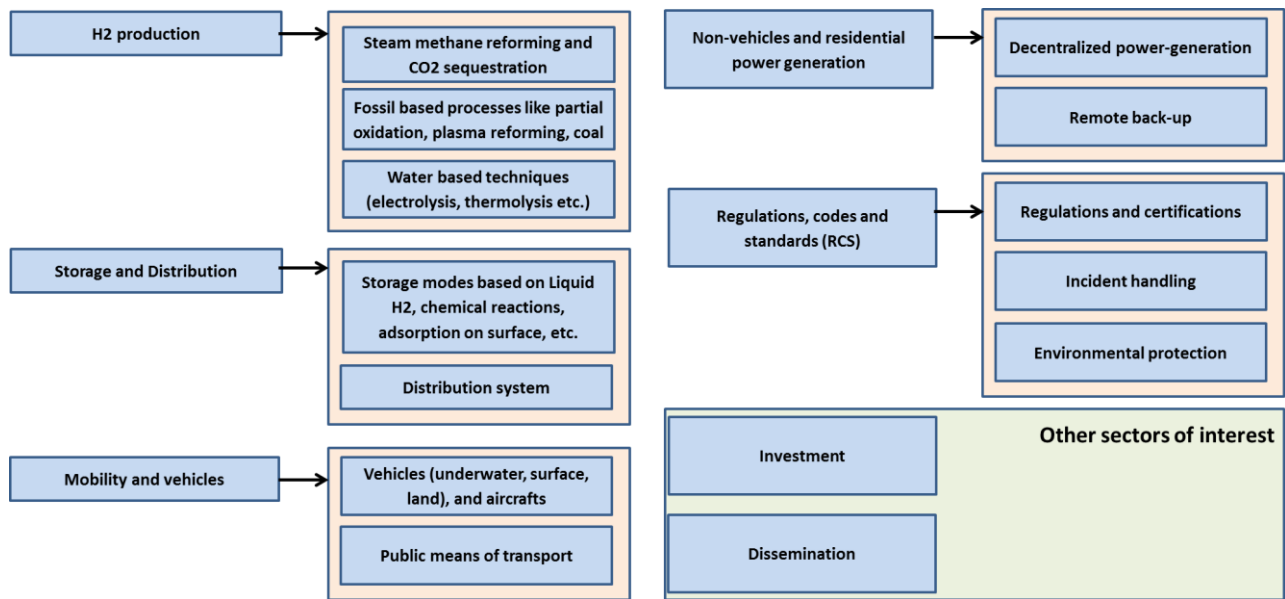 H2 production
Steam methane reforming and
CO2 sequestration
Fossil based processes like partial
oxidation, plasma reforming, coal
Water based techniques
(electrolysis, thermolysis etc.)
Storage and Distribution
Storage modes based on Liquid
H2, chemical reactions,
adsorption on surface, etc.
Distribution system
Mobility and vehicles
Vehicles (underwater, surface,
land), and aircrafts
Public means of transport
Non-vehicles and residential
power generation
Decentralized power-generation
Remote back-up
Regulations, codes and
standards (RCS)
Regulations and certifications
Incident handling
Environmental protection
Other sectors of interest
Investment
Dissemination